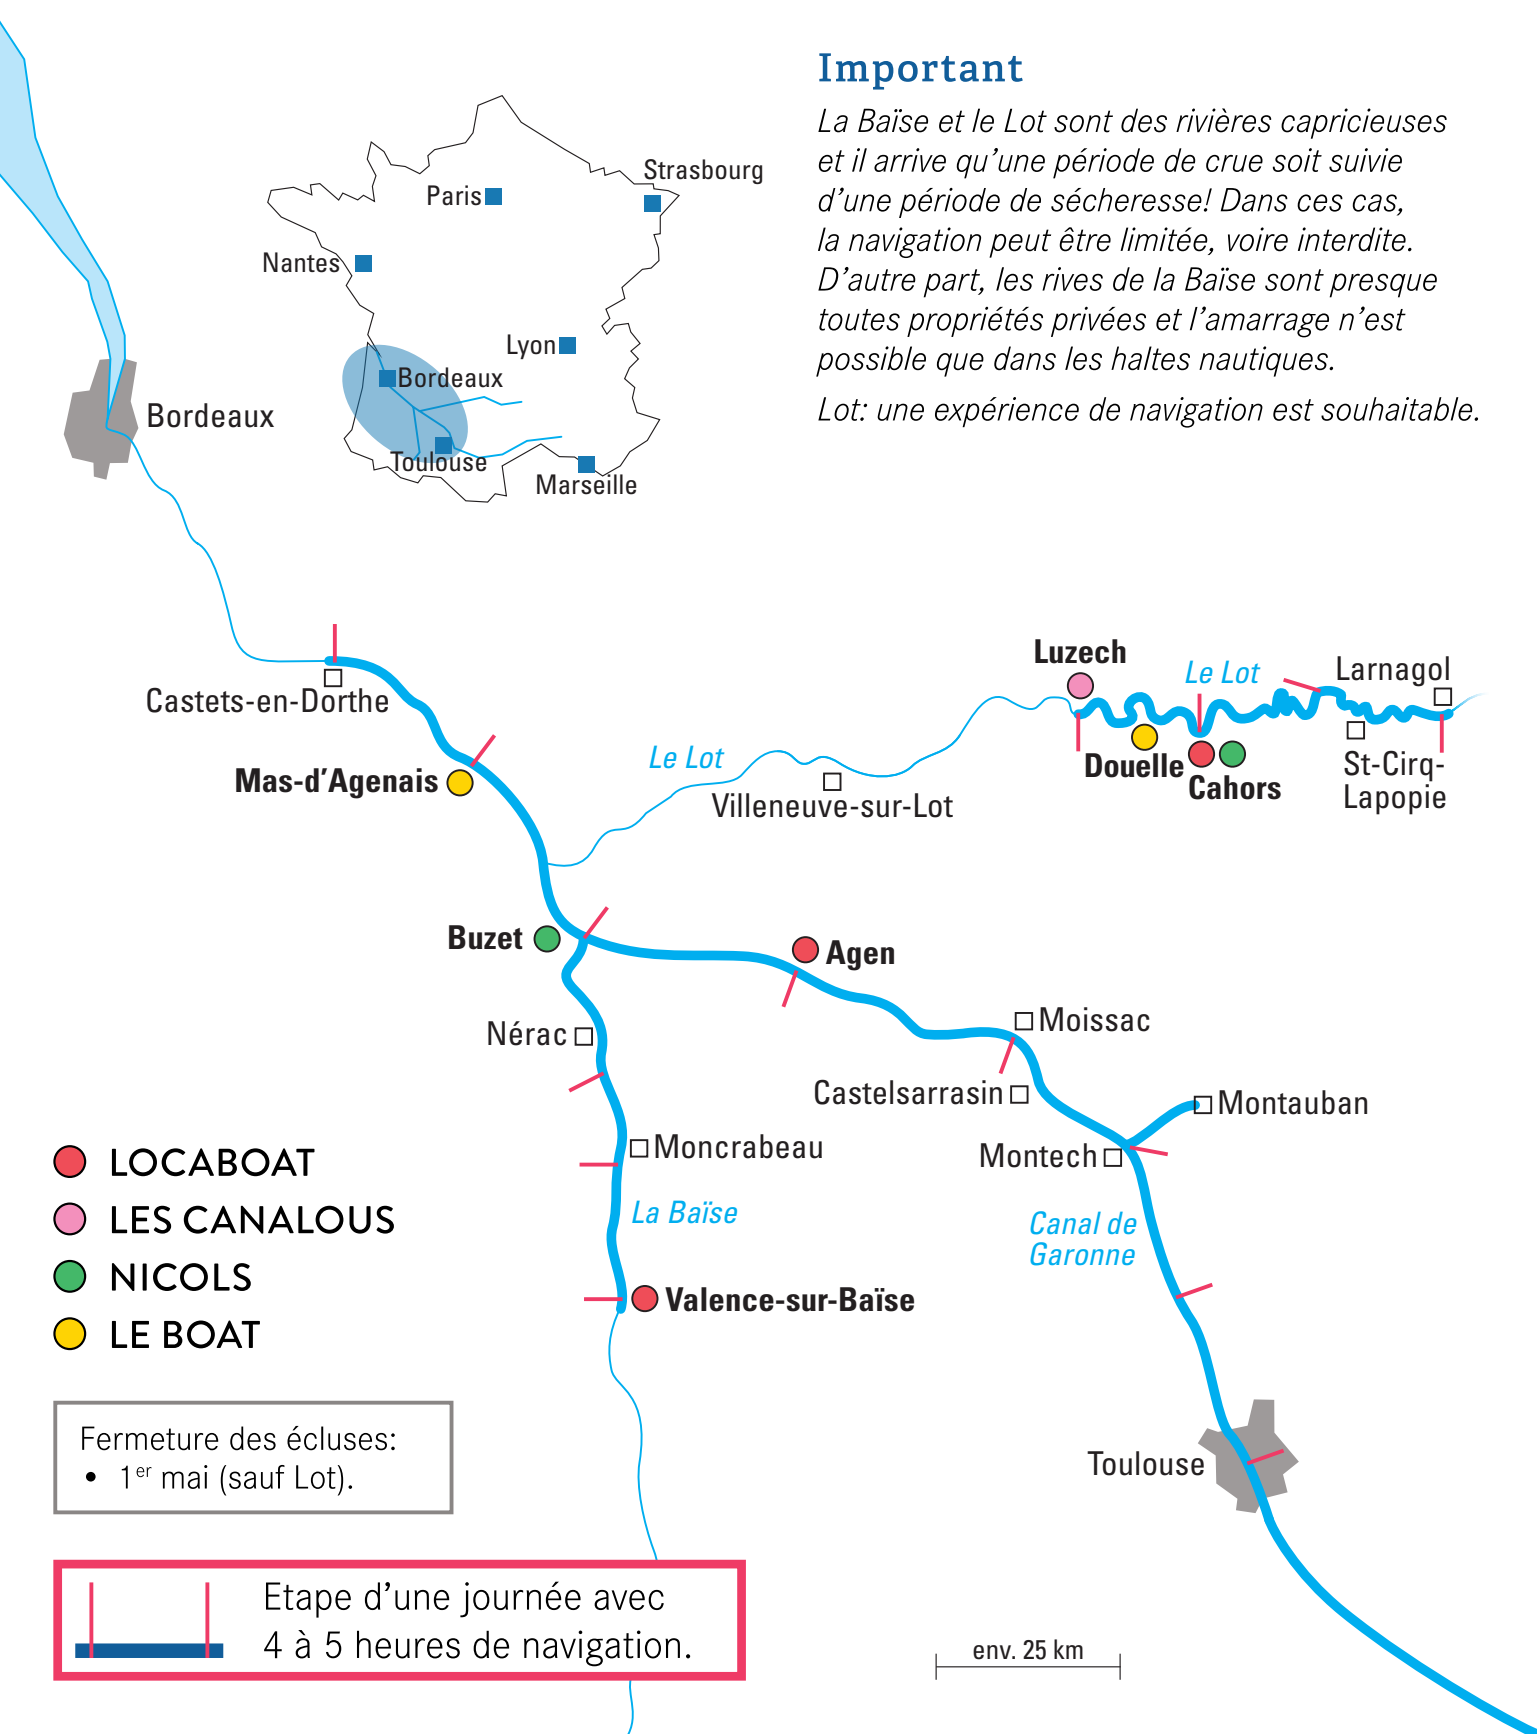 Important
La Baïse et le Lot sont des rivières capricieuses
et il arrive qu’une période de crue soit suivie
d’une période de sécheresse! Dans ces cas,
la navigation peut être limitée, voire interdite.
D’autre part, les rives de la Baïse sont presque
toutes propriétés privées et l’amarrage n’est
possible que dans les haltes nautiques.
Lot: une expérience de navigation est souhaitable.
Strasbourg
Paris
Nantes
Lyon
Bordeaux
Toulouse
Marseille
Bordeaux
Castets-en-Dorthe
Mas-d’Agenais
Le Lot
Villeneuve-sur-Lot
Luzech
Le Lot
Larnagol
Douelle
Cahors
St-Cirq-
Lapopie
Buzet
Agen
Nérac
Moissac
Castelsarrasin
Montauban
Moncrabeau
Montech
La Baïse
Canal de
Garonne
Valence-sur-Baïse
Toulouse
LOCABOAT
LES CANALOUS
NICOLS
LE BOAT
Fermeture des écluses:
• 1er mai (sauf Lot).
Etape d’une journée avec
4 à 5 heures de navigation.
env. 25 km